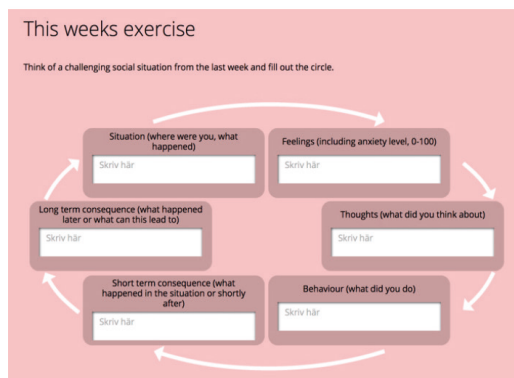 This weeks exercise
Think of a challenging social situation from the last week and fill out the circle.
Situation (where were you, what
happened)
Skriv här
Feelings (including anxiety level, 0-100)
Skriv här
Thoughts (what did you think about)
Skriv här
Behaviour (what did you do)
Skriv här
Short term consequence (what
happened in the situation or shortly
after)
Skriv här
Long term consequence (what happened
later or what can this lead to)
Skriv här